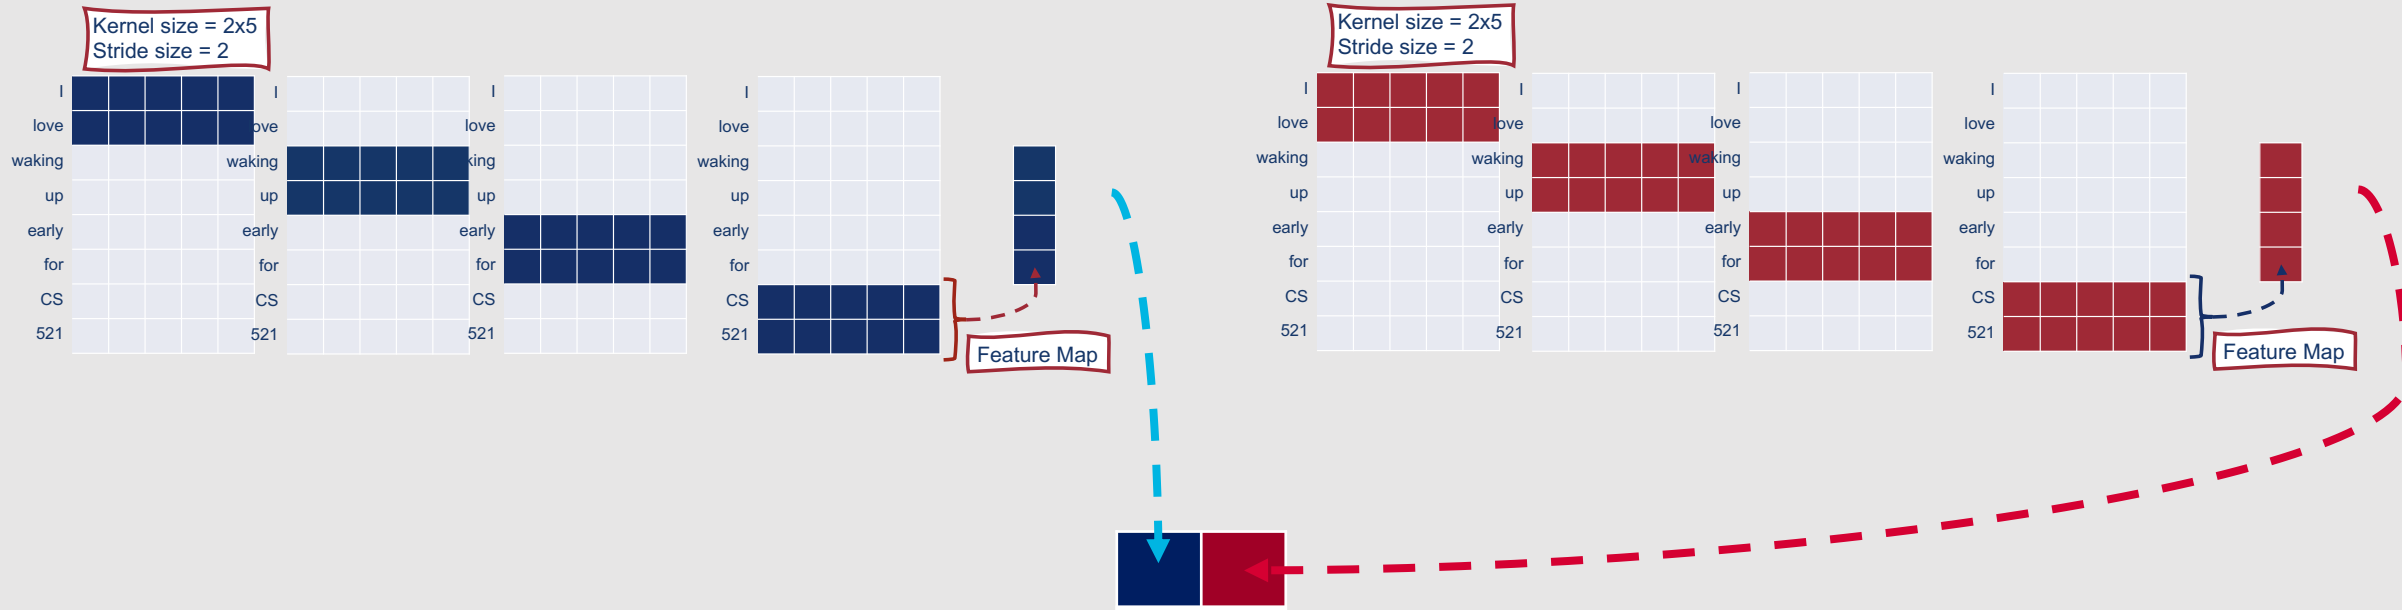 Kernel size = 2x5
Stride size = 2
I
love
waking
up
early
for
CS
521
I
ove
waking
up
early
for
CS
521
I
love
king
up
early
for
CS
521
I
love
waking
up
early
for
CS
521
Feature Map
Kernel size = 2x5
Stride size = 2
I
love
waking
up
early
for
CS
521
I
love
waking
up
early
for
CS
521
I
love
waking
up
early
for
CS
521
I
love
waking
up
early
for
CS
521
Feature Map